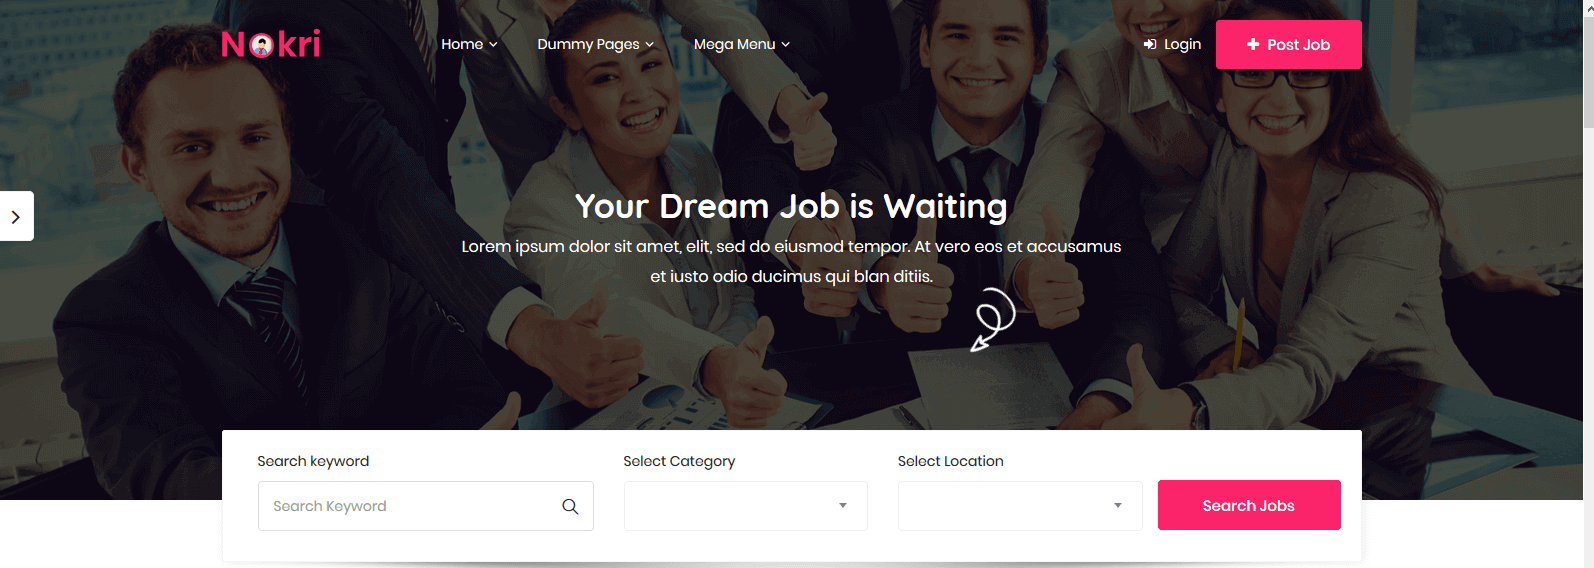 Nokri
Home
Dummy Pages
Mega Menu
Login
Post Job
Your Dream Job is Waiting
Lorem ipsum dolor sit amet, elit, sed do eiusmod tempor. At vero eos et accusamus
et iusto odio ducimus qui blan ditiis.
Search keyword
Select Category
Select Location
Search Keyword
Search Jobs